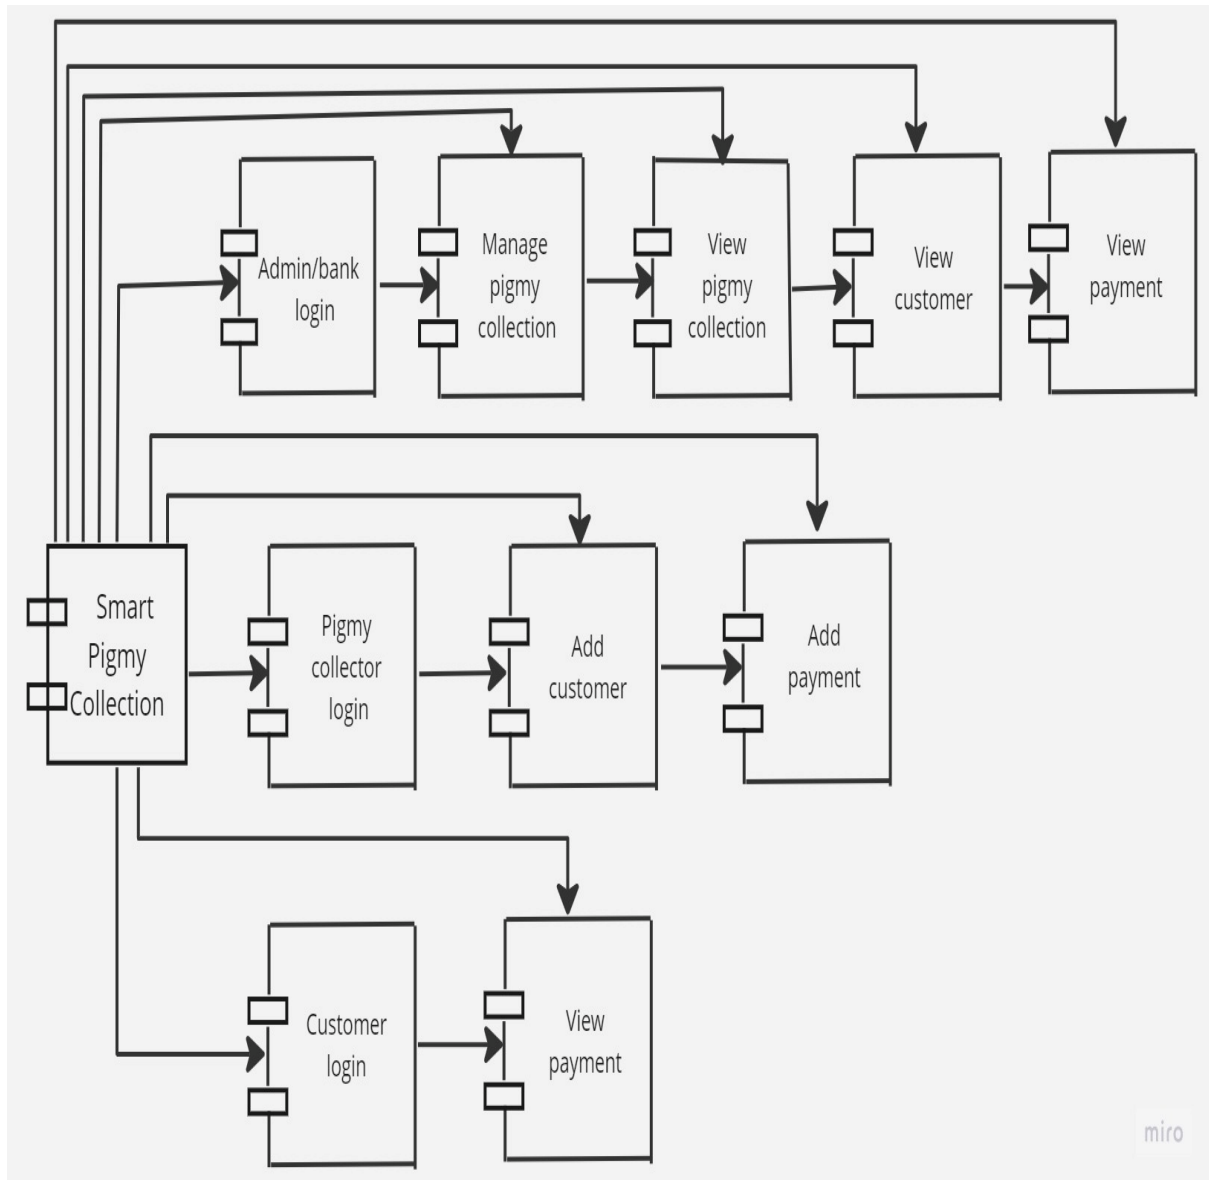 Admin/bank
login
Manage
pigmy
collection
View
pigmy
collection
View
customer
View
payment
Smart
Pigmy
Collection
Pigmy
collector
login
Add
customer
Add
payment
Customer
login
View
payment
miro